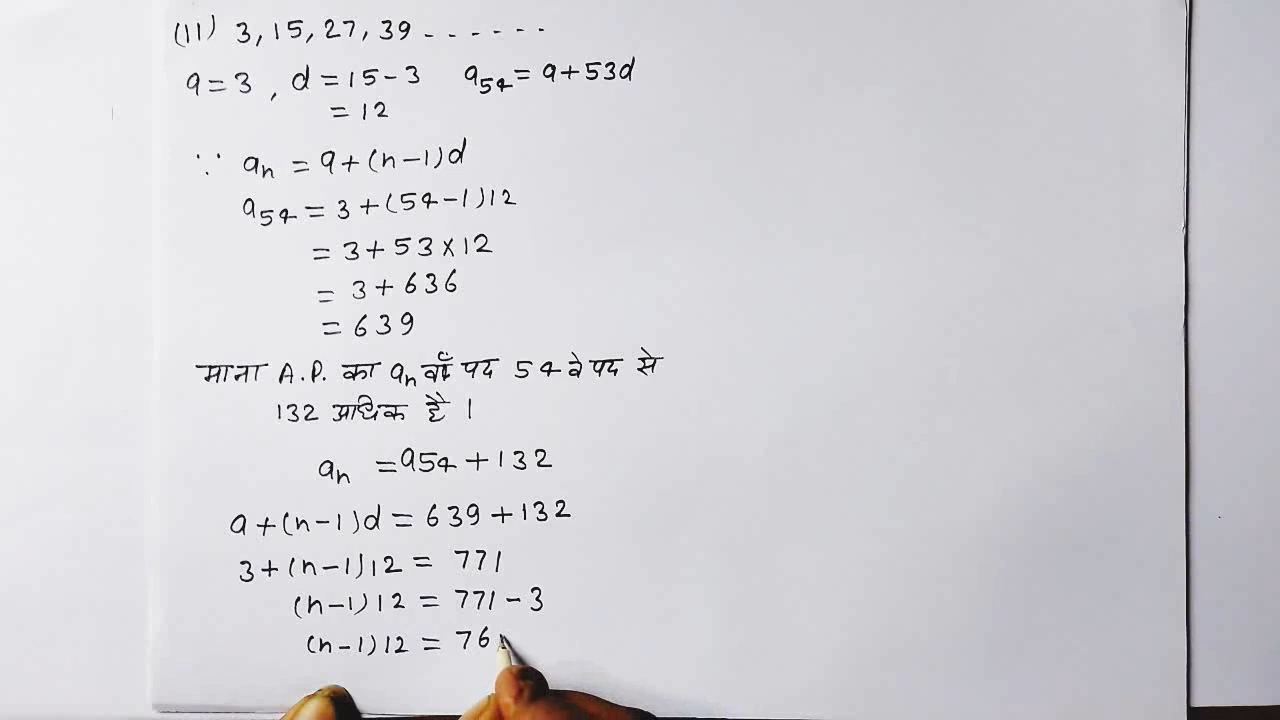 (11) 3, 15, 27, 39 - - - - - -
a = 3 , d = 15 - 3 a54 = a + 53d
= 12
∵ an = a + (n - 1)d
a54 = 3 + (54 - 1)12
= 3 + 53 × 12
= 3 + 636
= 639
माना A.P. का an वाँ पद 54 वे पद से
132 अधिक है ।
an = a54 + 132
a + (n - 1)d = 639 + 132
3 + (n - 1)12 = 771
(n - 1)12 = 771 - 3
(n - 1)12 = 76